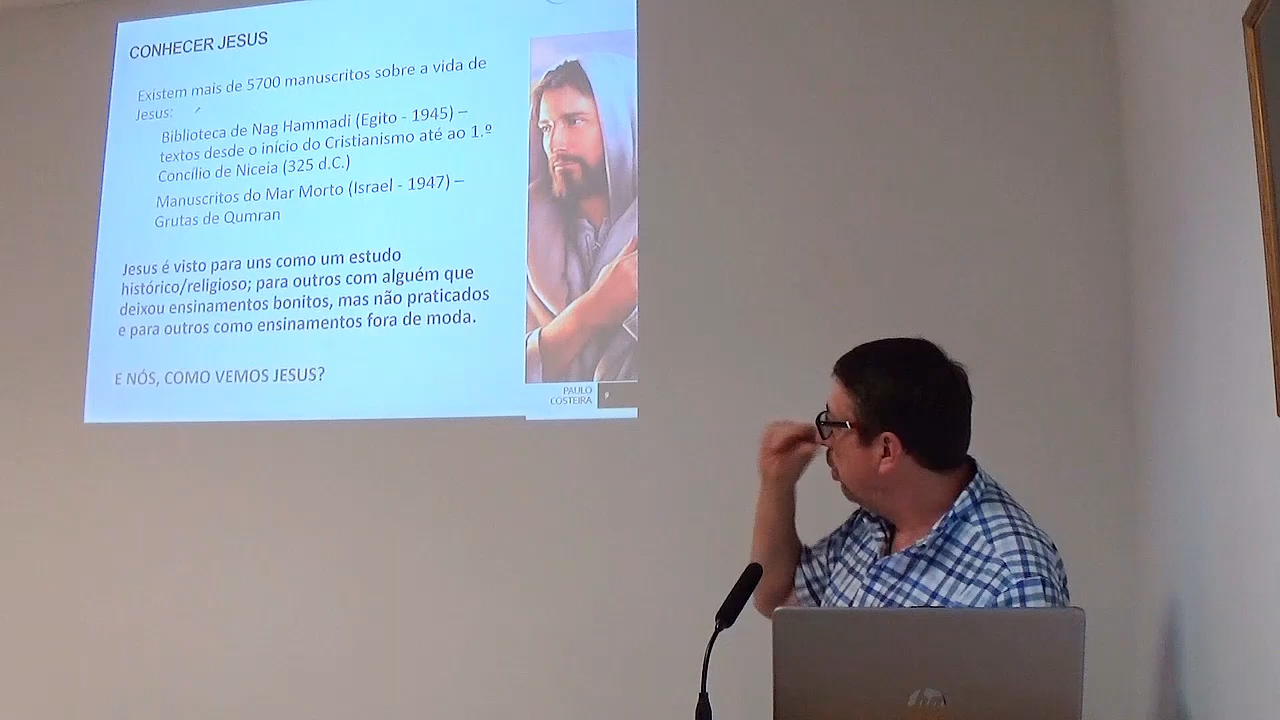 CONHECER JESUS
Existem mais de 5700 manuscritos sobre a vida de
Jesus:
Biblioteca de Nag Hammadi (Egito - 1945) –
textos desde o início do Cristianismo até ao 1.º
Concílio de Niceia (325 d.C.)
Manuscritos do Mar Morto (Israel - 1947) –
Grutas de Qumran
Jesus é visto para uns como um estudo
histórico/religioso; para outros com alguém que
deixou ensinamentos bonitos, mas não praticados
e para outros como ensinamentos fora de moda.
E NÓS, COMO VEMOS JESUS?
PAULO
COSTEIRA
9
hp